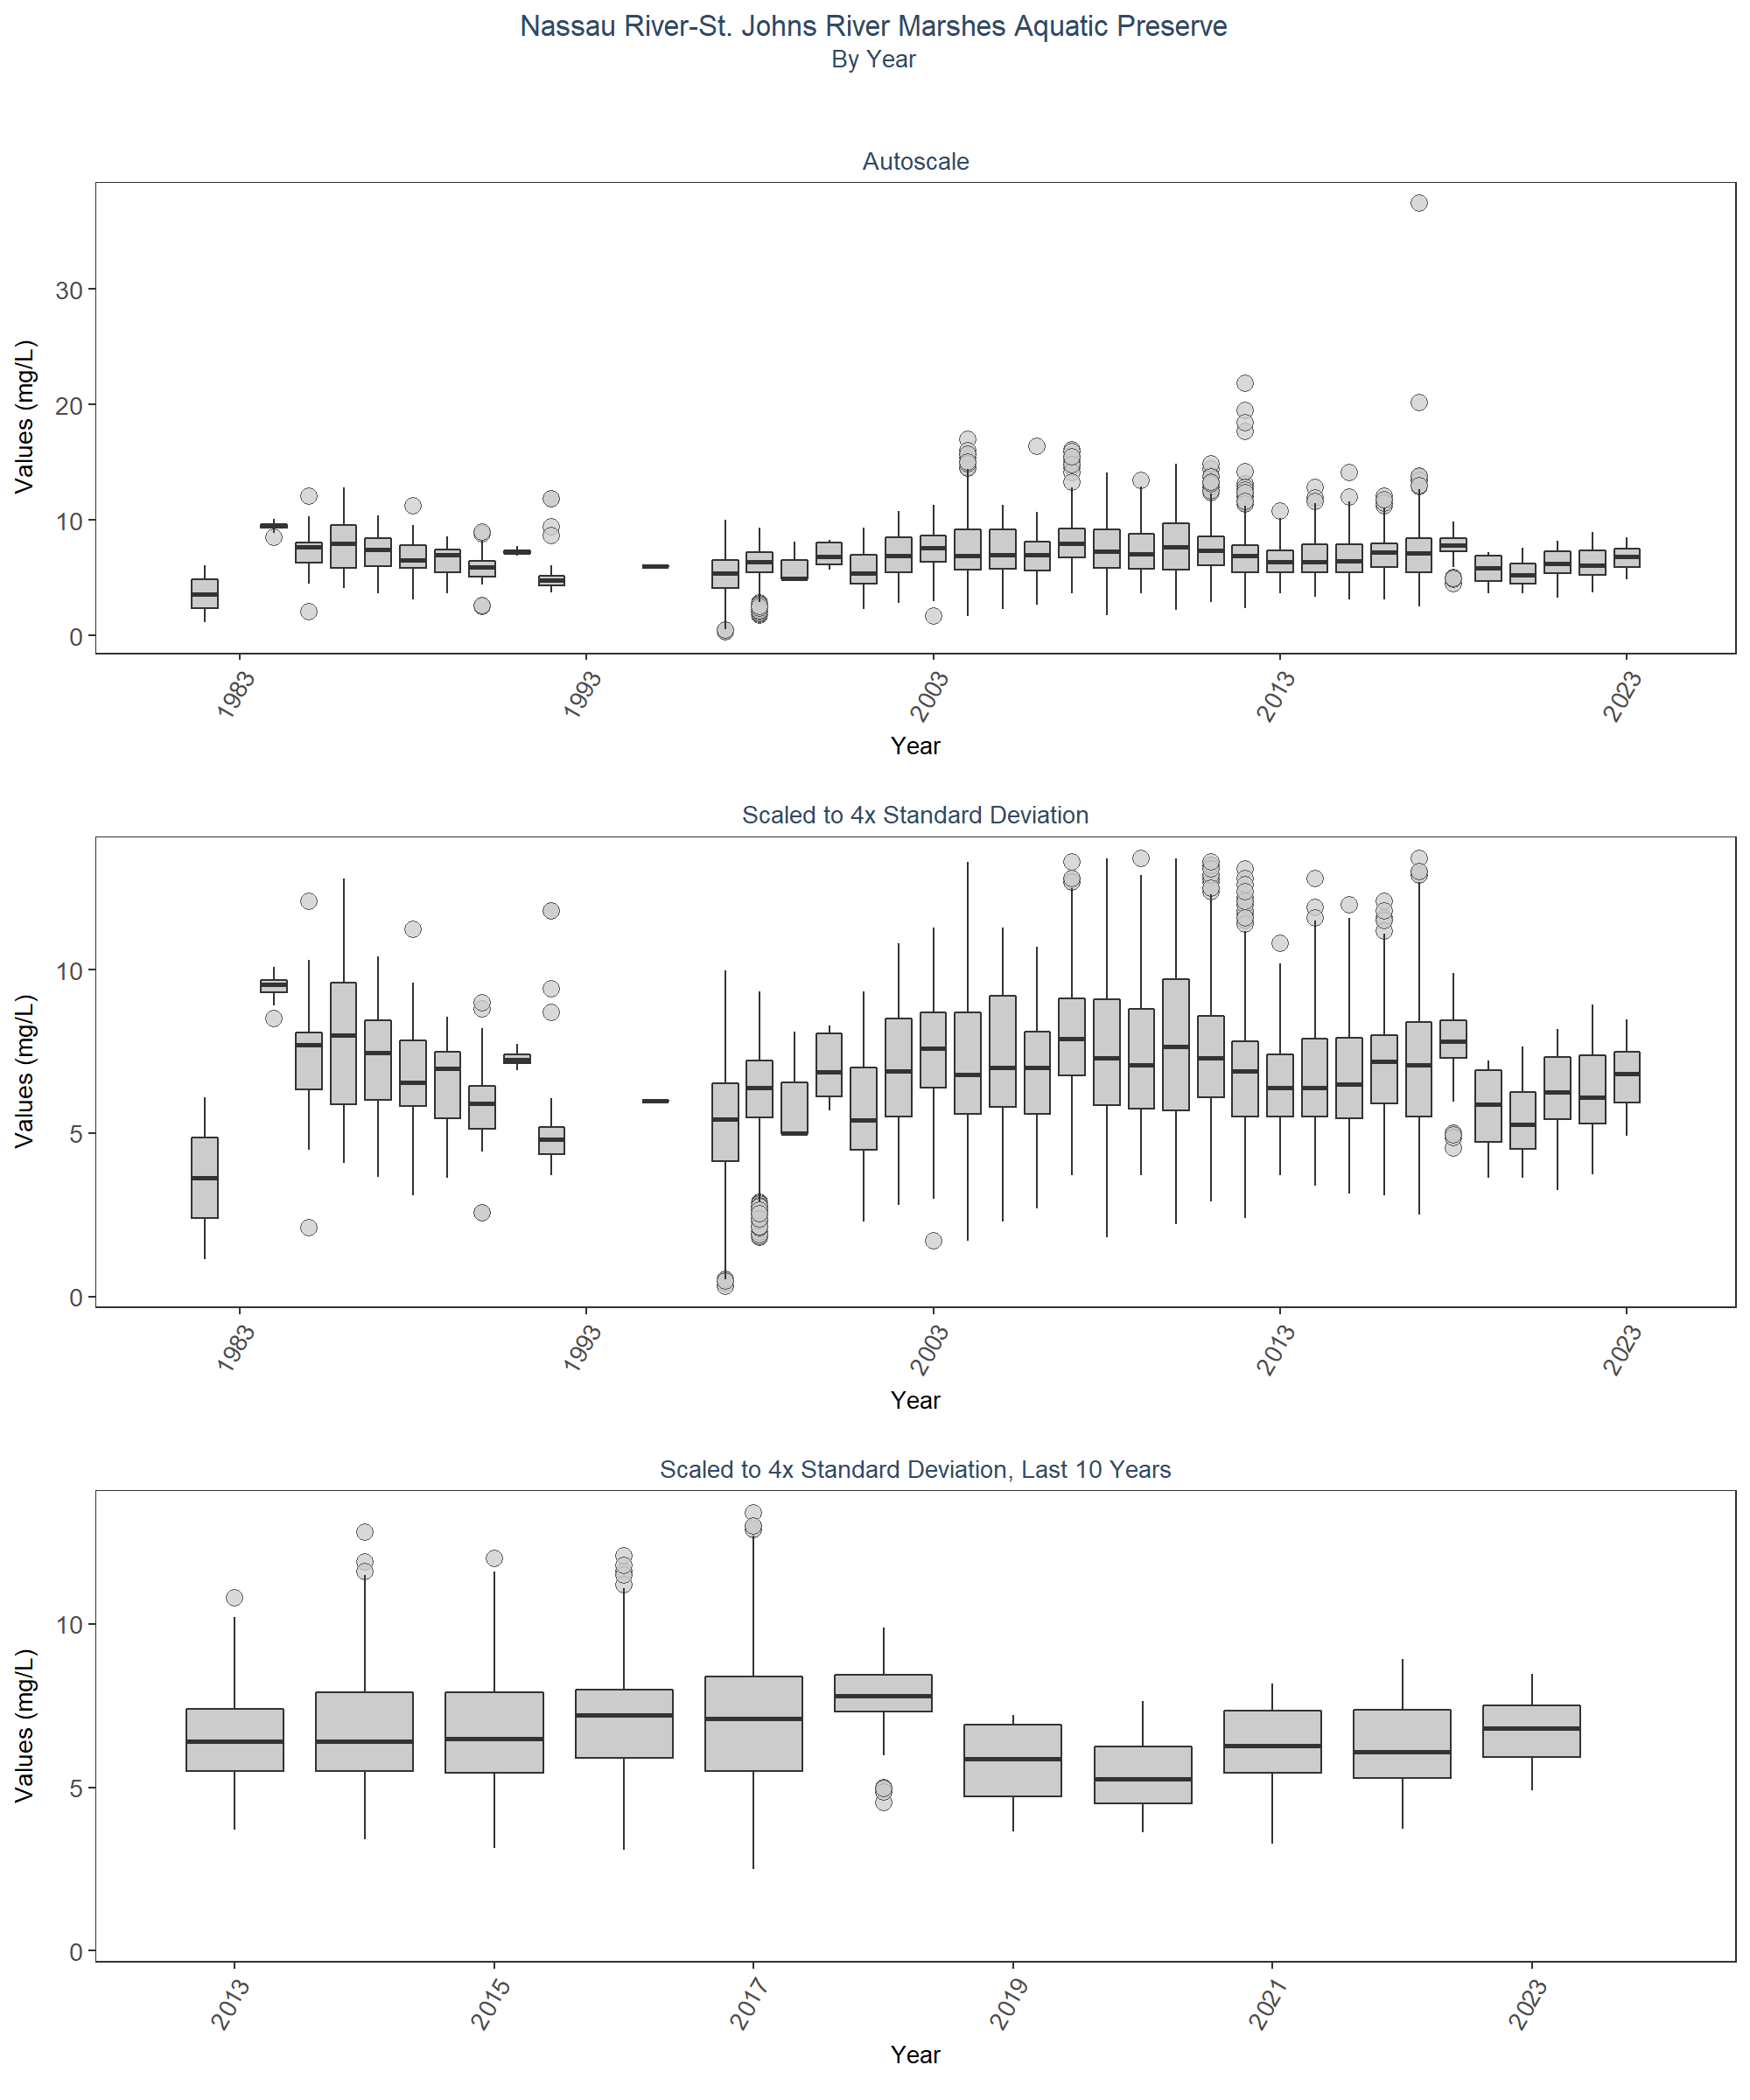 Nassau River-St. Johns River Marshes Aquatic Preserve
By Year
Autoscale
Values (mg/L)
30
20
10
0
1983
1993
2003
2013
2023
Year
Scaled to 4x Standard Deviation
Values (mg/L)
10
5
0
1983
1993
2003
2013
2023
Year
Scaled to 4x Standard Deviation, Last 10 Years
Values (mg/L)
10
5
0
2013
2015
2017
2019
2021
2023
Year